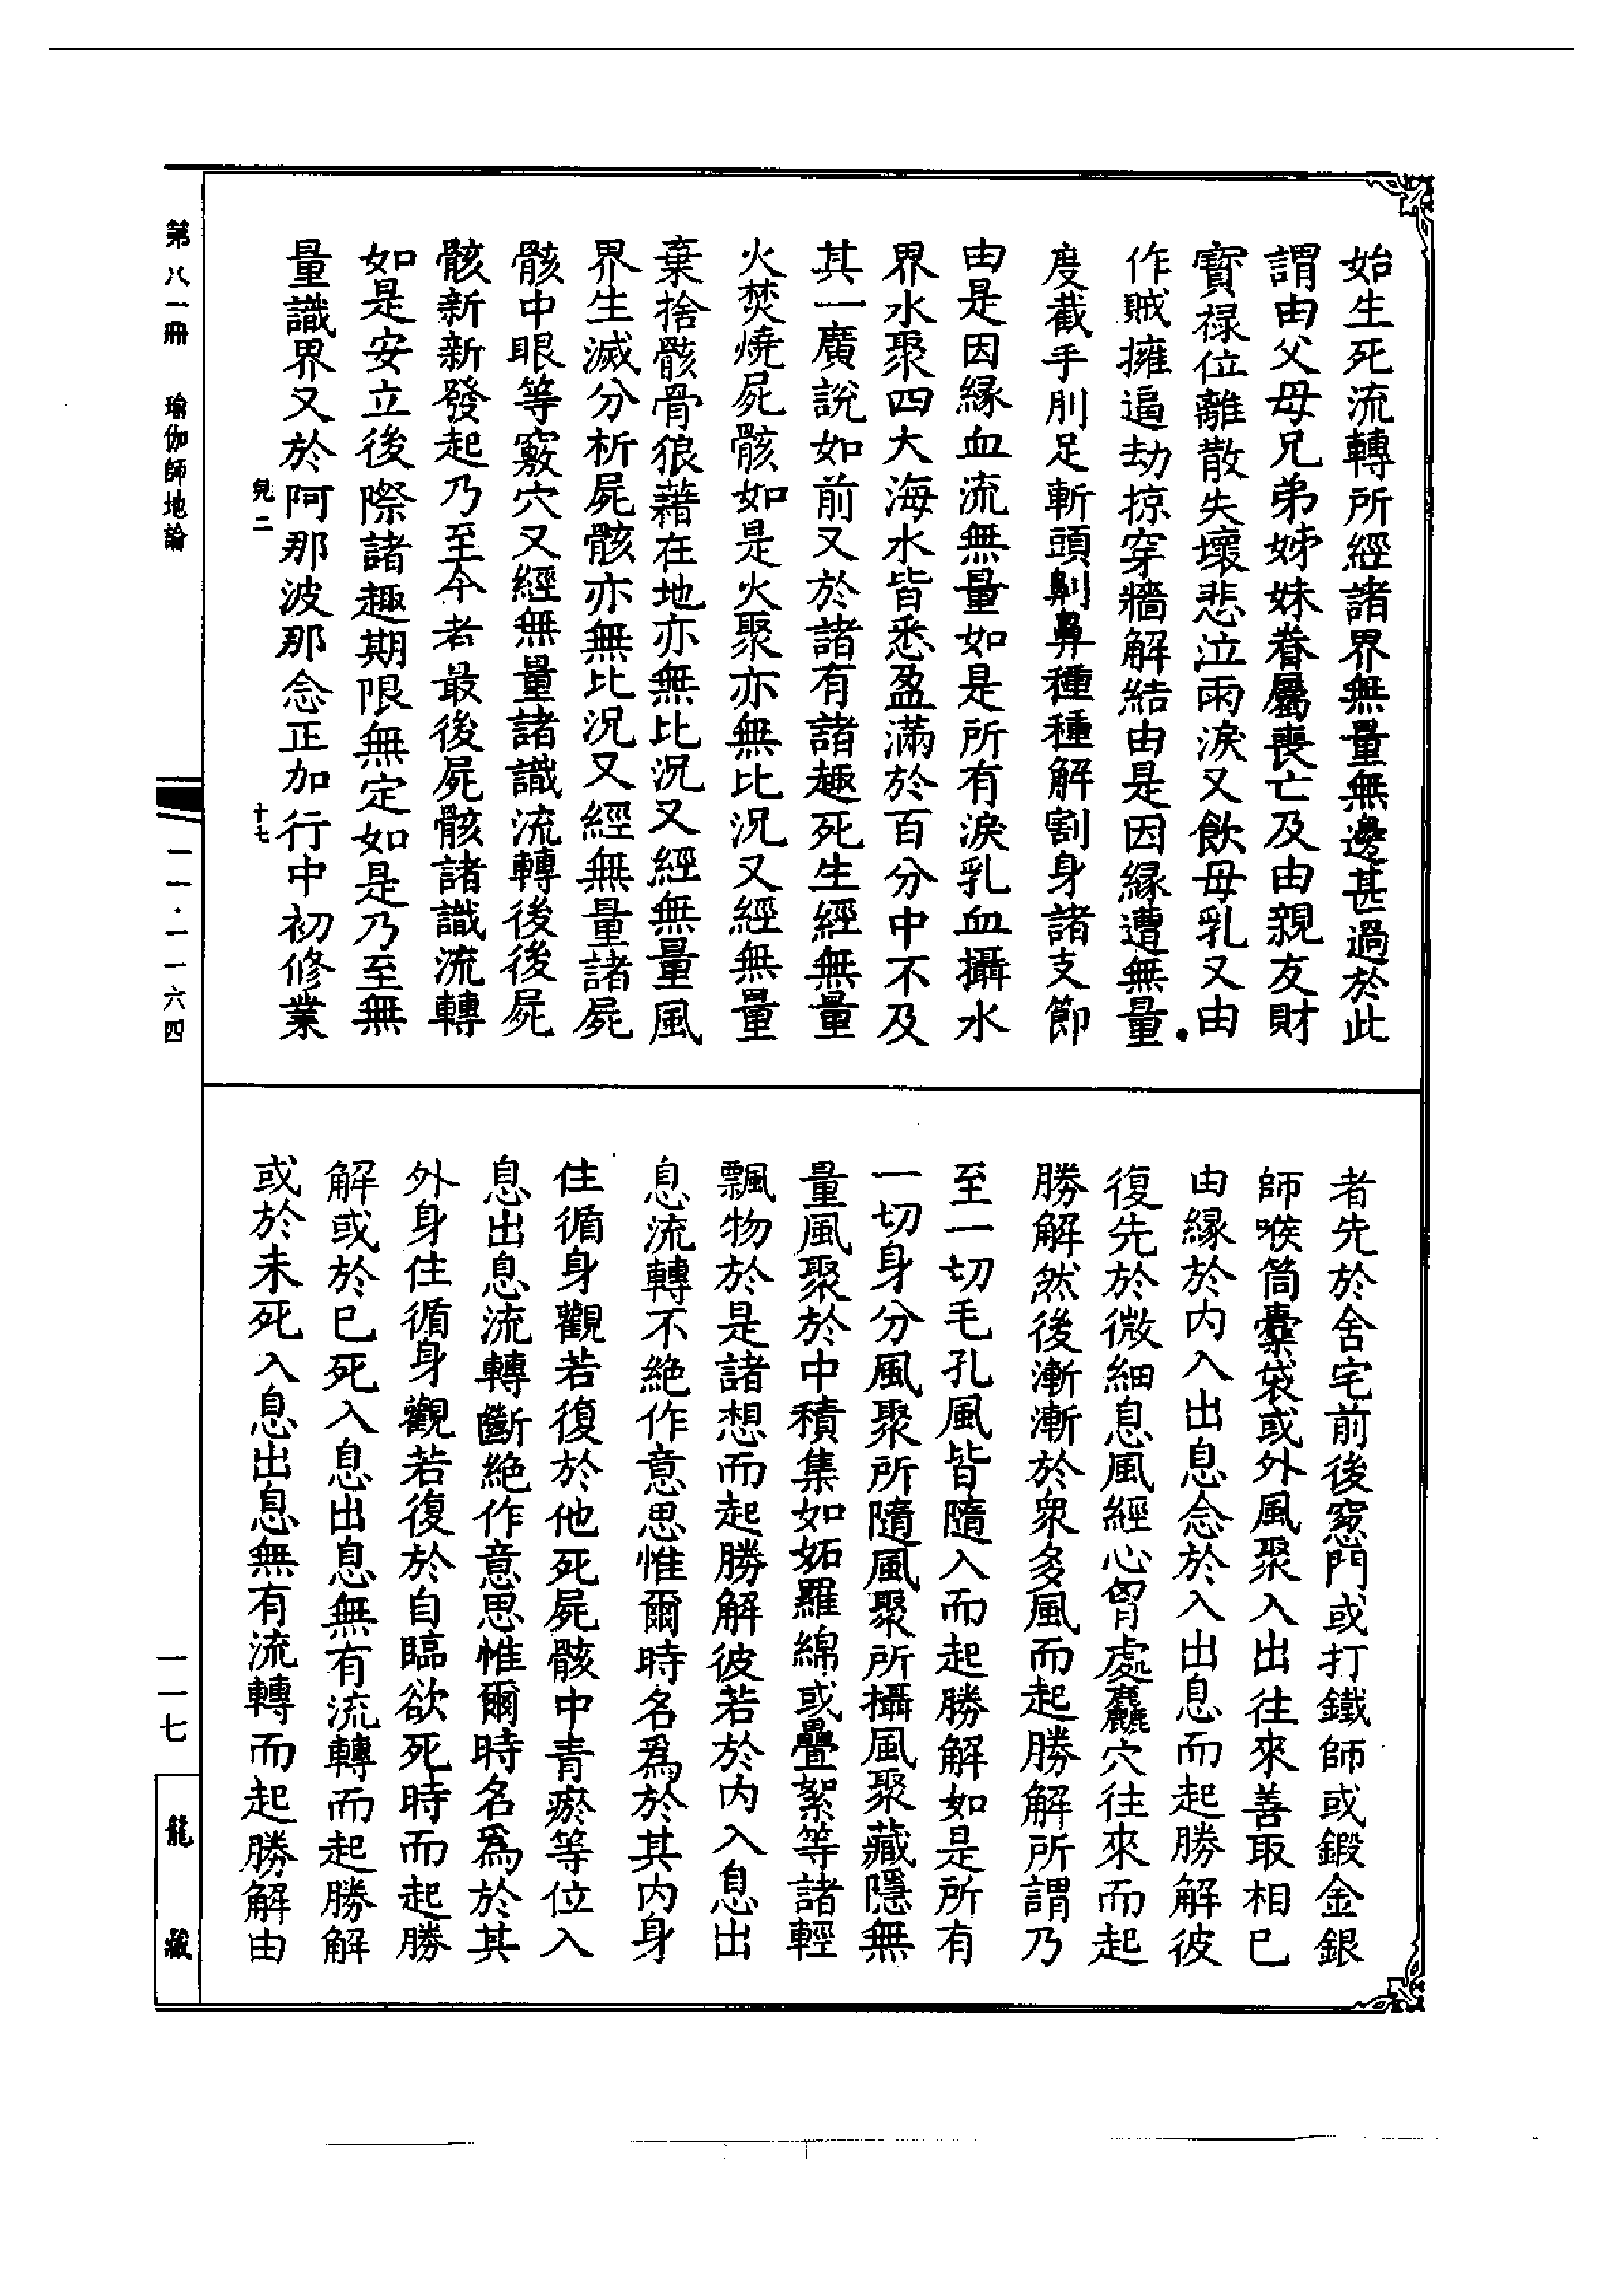 始生死流轉所經諸界無量無邊甚過於此
謂由父母兄弟姊妹眷屬喪亡及由親友財
寶祿位離散失壞悲泣雨淚又飲母乳又由
作賊擁逼劫掠穿牆解結由是因緣遭無量
度截手刖足斬頭劓鼻種種解割身諸支節
由是因緣血流無量如是所有淚乳血攝水
界水聚四大海水皆悉盈滿於百分中不及
其一廣說如前又於諸有諸趣死生經無量
火焚燒屍骸如是火聚亦無比況又經無量
棄捨骸骨狼藉在地亦無比況又經無量風
界生滅分析屍骸亦無比況又經無量諸屍
骸中眼等竅穴又經無量諸識流轉後後屍
骸新新發起乃至今者最後屍骸諸識流轉
如是安立後際諸趣期限無定如是乃至無
量識界又於阿那波那念正加行中初修業
兒二 十七
者先於舍宅前後窻門或打鐵師或鍛金銀
師喉筒橐袋或外風聚入出往來善取相已
由緣於內入出息念於入出息而起勝解彼
復先於微細息風經心胷處麤穴往來而起
勝解然後漸漸於眾多風而起勝解所謂乃
至一切毛孔風皆隨入而起勝解如是所有
一切身分風聚所隨風聚所攝風聚藏隱無
量風聚於中積集如妬羅綿或疊絮等諸輕
飄物於是諸想而起勝解彼若於內入息出
息流轉不絕作意思惟爾時名爲於其內身
住循身觀若復於他死屍骸中青瘀等位入
息出息流轉斷絕作意思惟爾時名爲於其
外身住循身觀若復於自臨欲死時而起勝
解或於已死入息出息無有流轉而起勝解
或於未死入息出息無有流轉而起勝解由
第八一冊 瑜伽師地論 一一一·一一六四 一一七 龍藏